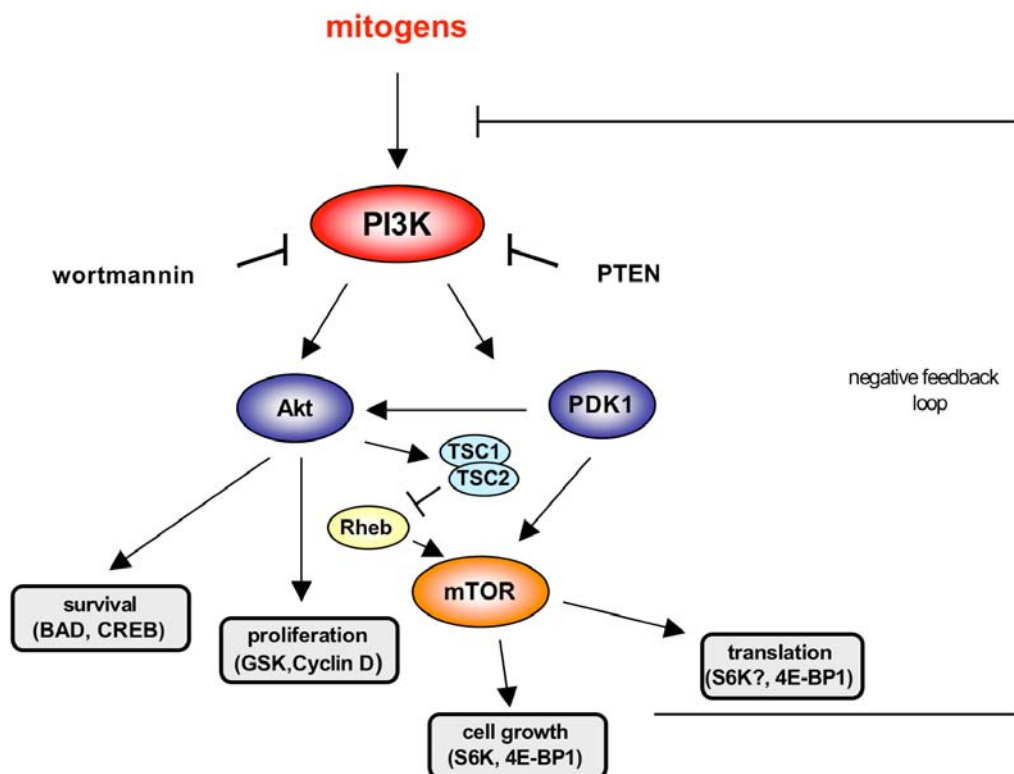 mitogens
PI3K
wortmannin
PTEN
negative feedback
loop
Akt
PDK1
TSC1
TSC2
Rheb
mTOR
survival
(BAD, CREB)
proliferation
(GSK,Cyclin D)
translation
(S6K?, 4E-BP1)
cell growth
(S6K, 4E-BP1)